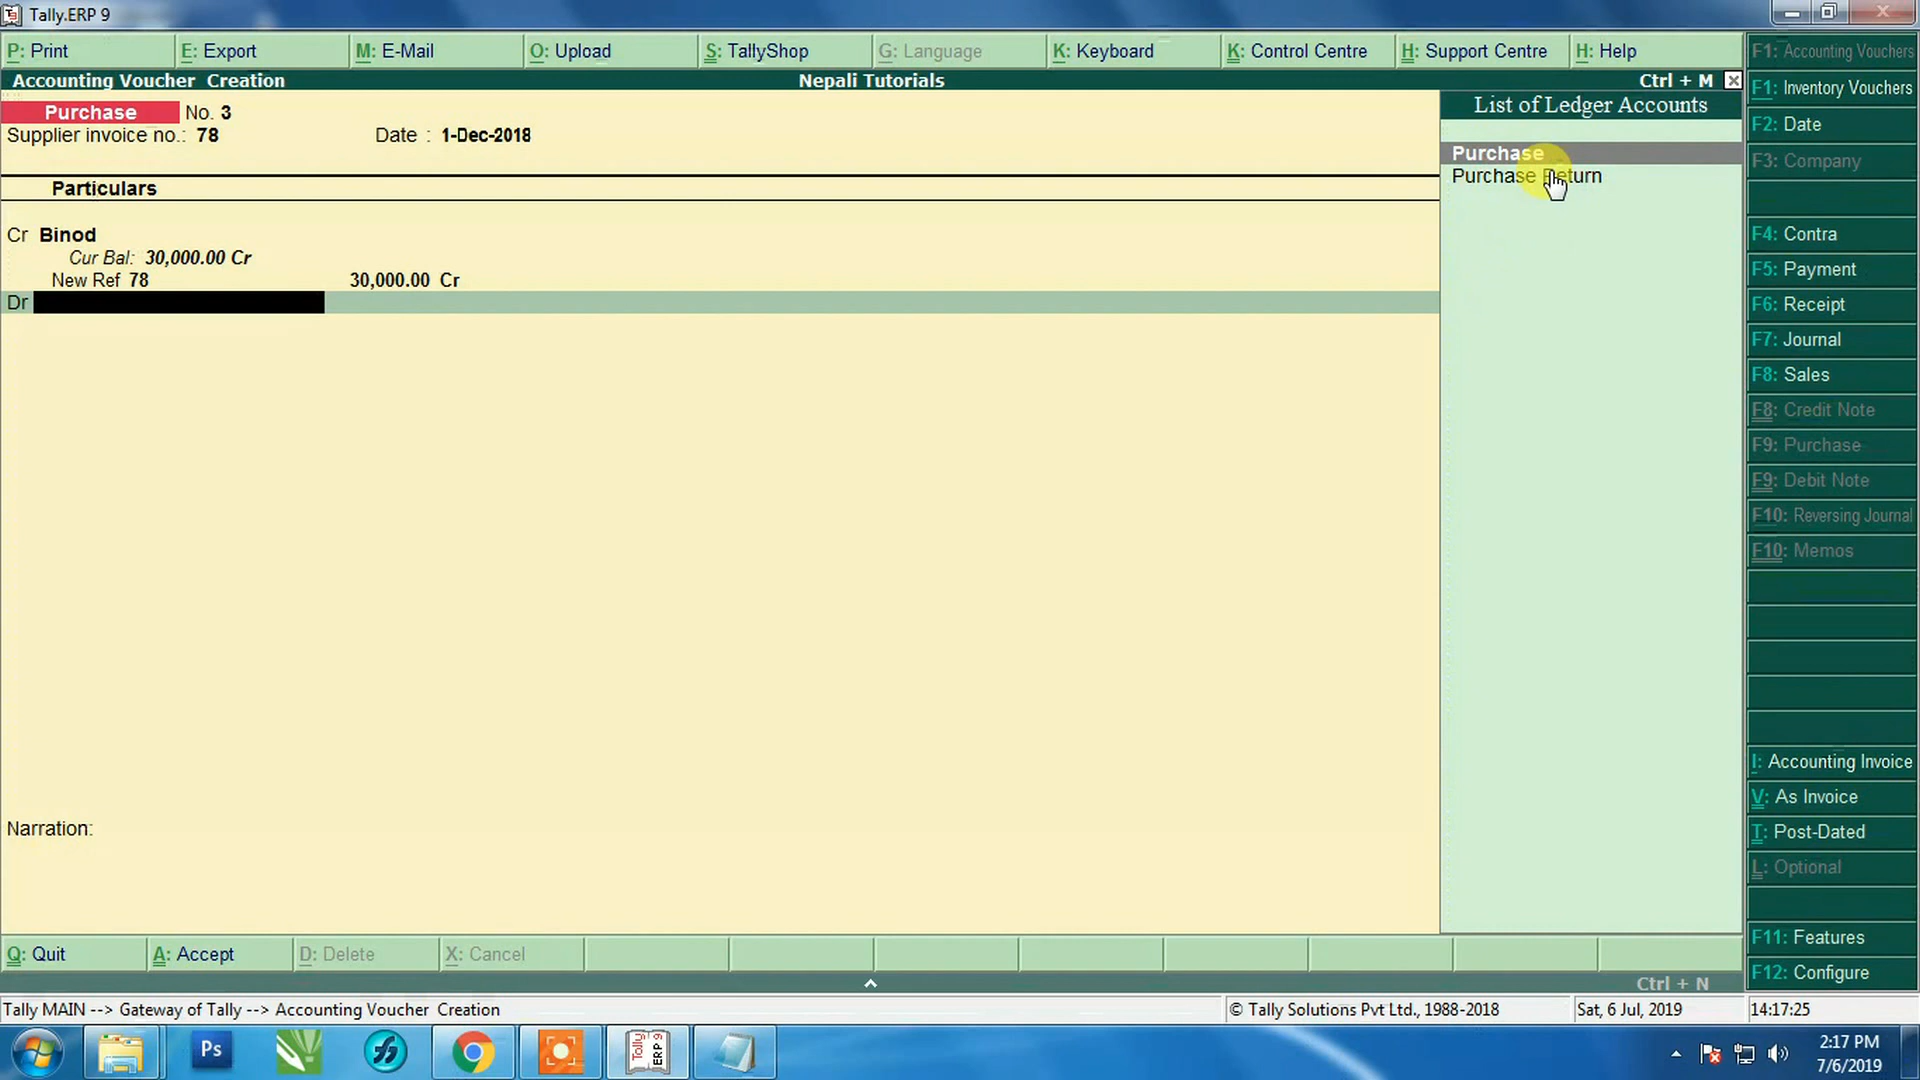 Tally.ERP 9
P: Print
E: Export
M: E-Mail
O: Upload
S: TallyShop
G: Language
K: Keyboard
K: Control Centre
H: Support Centre
H: Help
Accounting Voucher Creation
Nepali Tutorials
Ctrl + M
Purchase No. 3
Supplier invoice no.: 78
Date : 1-Dec-2018
Particulars
Cr Binod
Cur Bal: 30,000.00 Cr
New Ref 78 30,000.00 Cr
Dr
Narration:
List of Ledger Accounts
Purchase
Purchase Return
F1: Accounting Vouchers
F1: Inventory Vouchers
F2: Date
F3: Company
F4: Contra
F5: Payment
F6: Receipt
F7: Journal
F8: Sales
F8: Credit Note
F9: Purchase
F9: Debit Note
F10: Reversing Journal
F10: Memos
I: Accounting Invoice
V: As Invoice
T: Post-Dated
L: Optional
F11: Features
F12: Configure
Q: Quit
A: Accept
D: Delete
X: Cancel
Ctrl + N
Tally MAIN --> Gateway of Tally --> Accounting Voucher Creation
© Tally Solutions Pvt Ltd., 1988-2018
Sat, 6 Jul, 2019
14:17:25
Ps
Tally
ERP 9
2:17 PM
7/6/2019